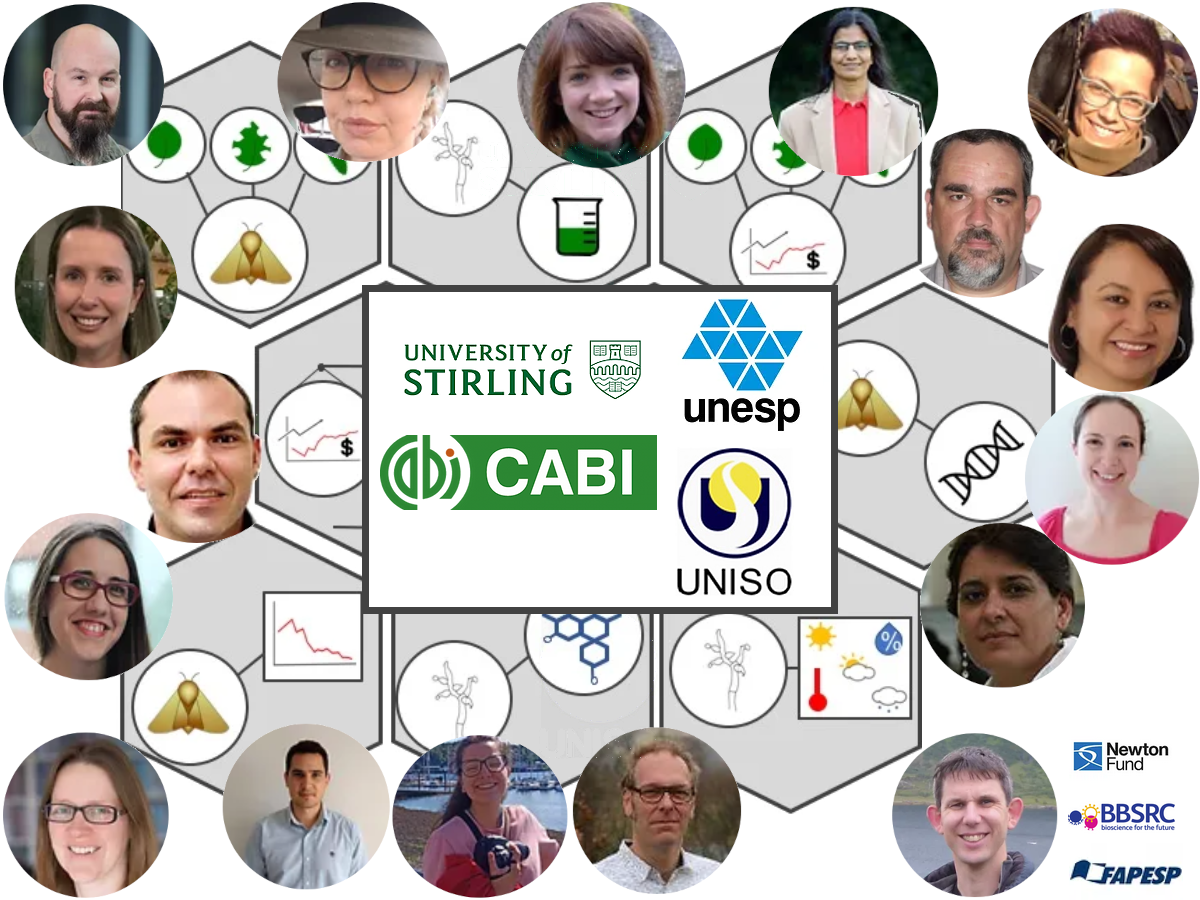 $
UNIVERSITY of
STIRLING
unesp
$
CABI
UNISO
%
Newton
Fund
BBSRC
bioscience for the future
FAPESP